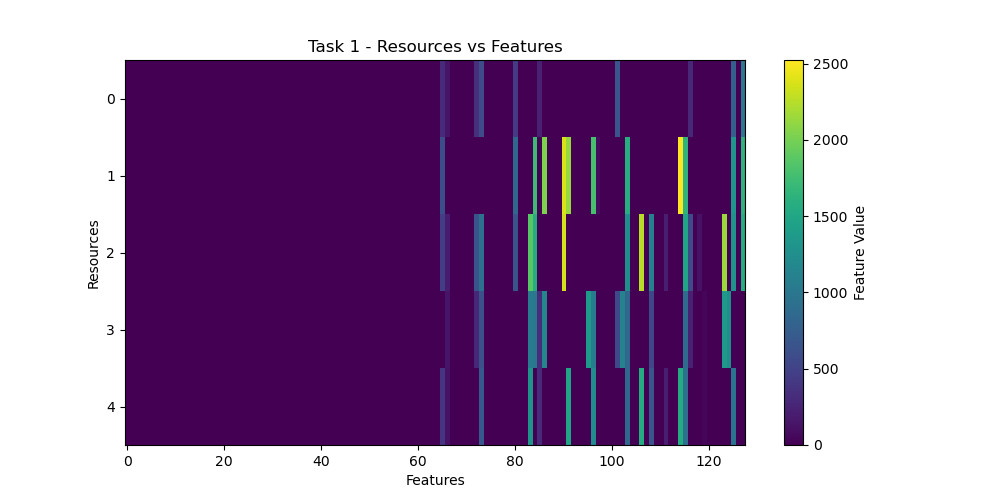 Task 1 - Resources vs Features
Resources
0
1
2
3
4
0 20 40 60 80 100 120
Features
2500
2000
1500
1000
500
0
Feature Value